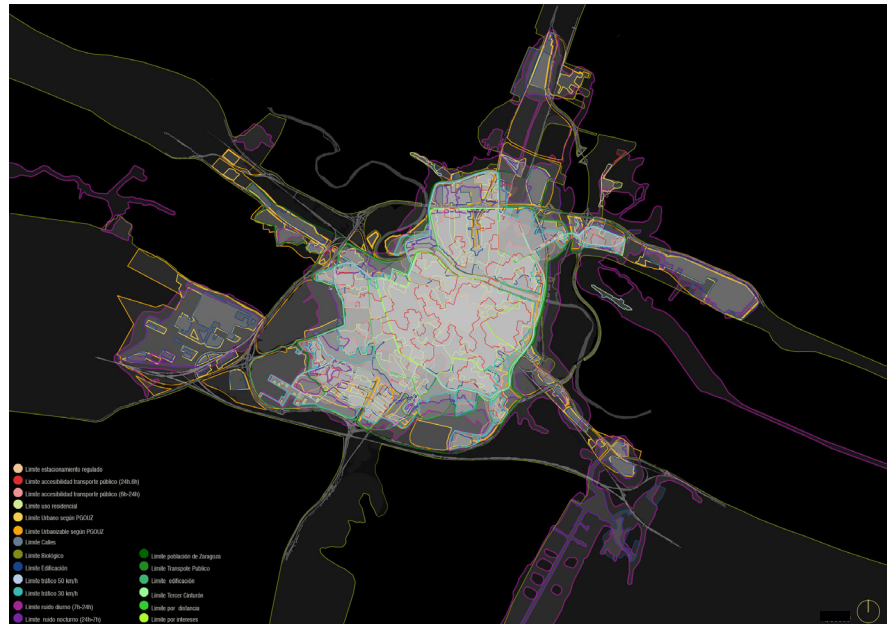 Límite estacionamiento regulado
Límite accesibilidad transporte público (24h.6h)
Límite accesibilidad transporte público (6h-24h)
Límite uso residencial
Límite Urbano según PGOUZ
Límite Urbanizable según PGOUZ
Límite Calles
Límite Biológico
Límite Edificación
Límite tráfico 50 km/h
Límite tráfico 30 km/h
Límite ruido diurno (7h-24h)
Límite ruido nocturno (24h-7h)
Límite población de Zaragoza
Límite Transpote Publico
Límite edificación
Límite Tercer Cinturón
Límite por distancia
Límite por intereses